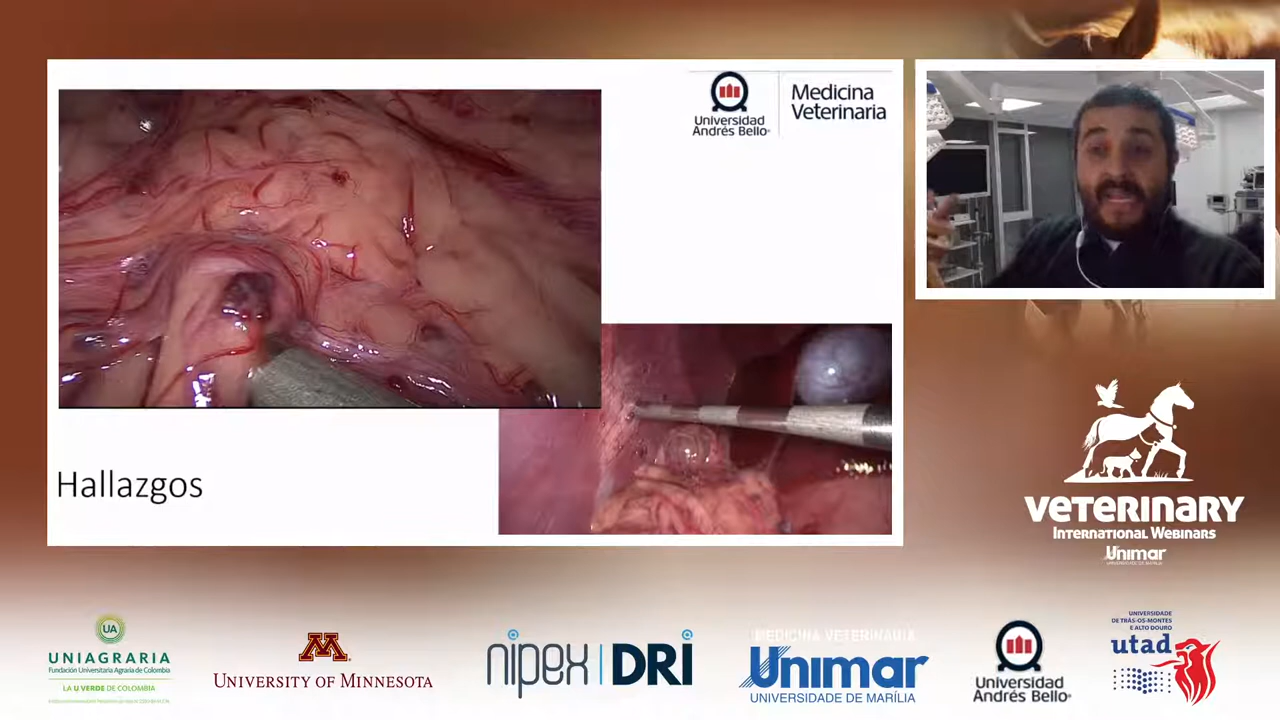 Universidad
Andrés Bello
Medicina
Veterinaria
Hallazgos
VETERINARY
INTERNATIONAL WEBINARS
Unimar
UA
UNIAGRARIA
Fundación Universitaria Agraria de Colombia
LA U VERDE DE COLOMBIA
M
UNIVERSITY OF MINNESOTA
nipex DRI
MEDICINA VETERINÁRIA
Unimar
UNIVERSIDADE DE MARÍLIA
Universidad
Andrés Bello
UNIVERSIDADE
DE TRÁS-OS-MONTES
E ALTO DOURO
utad